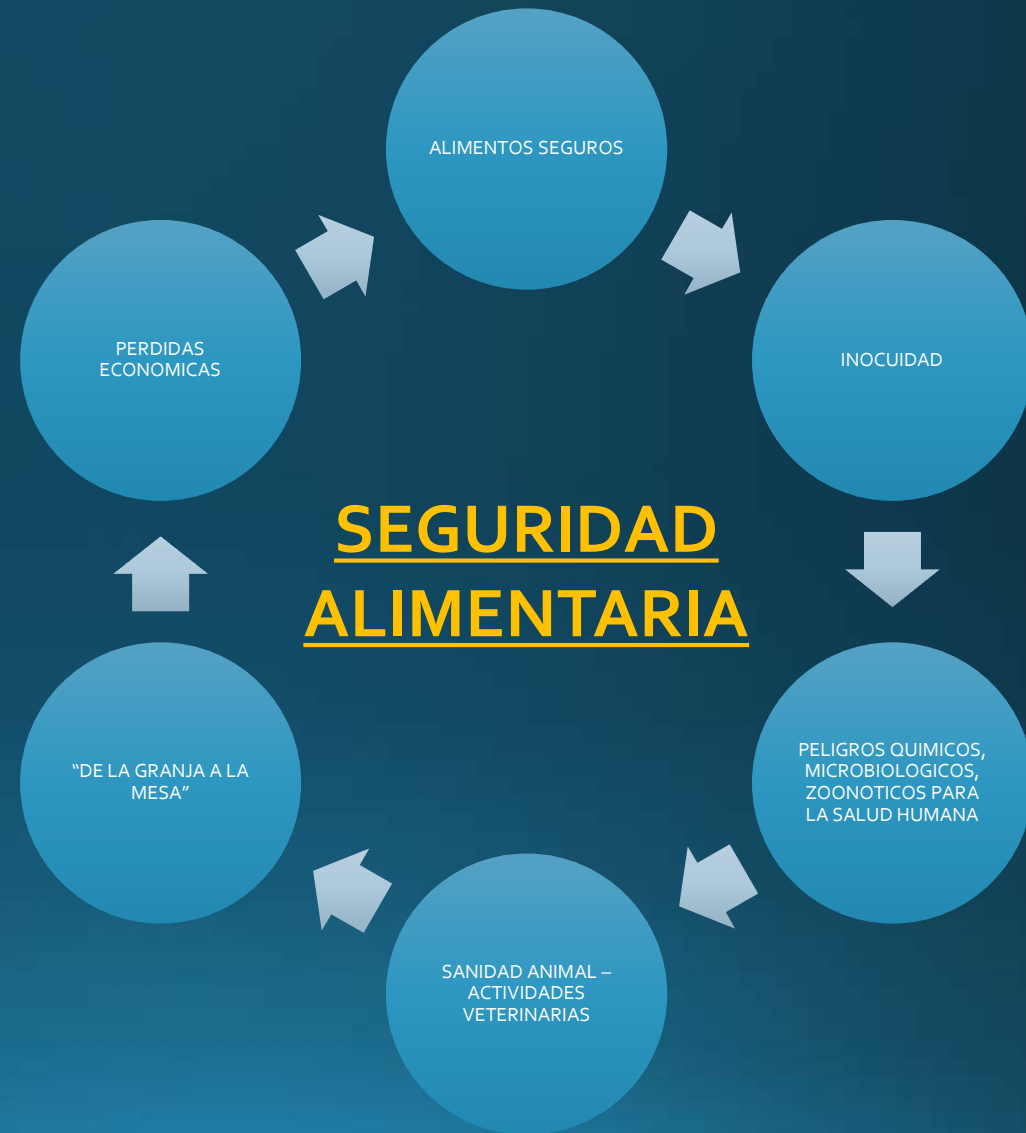 ALIMENTOS SEGUROS
INOCUIDAD
PELIGROS QUIMICOS,
MICROBIOLOGICOS,
ZOONOTICOS PARA
LA SALUD HUMANA
SANIDAD ANIMAL –
ACTIVIDADES
VETERINARIAS
“DE LA GRANJA A LA
MESA”
PERDIDAS
ECONOMICAS
SEGURIDAD
ALIMENTARIA